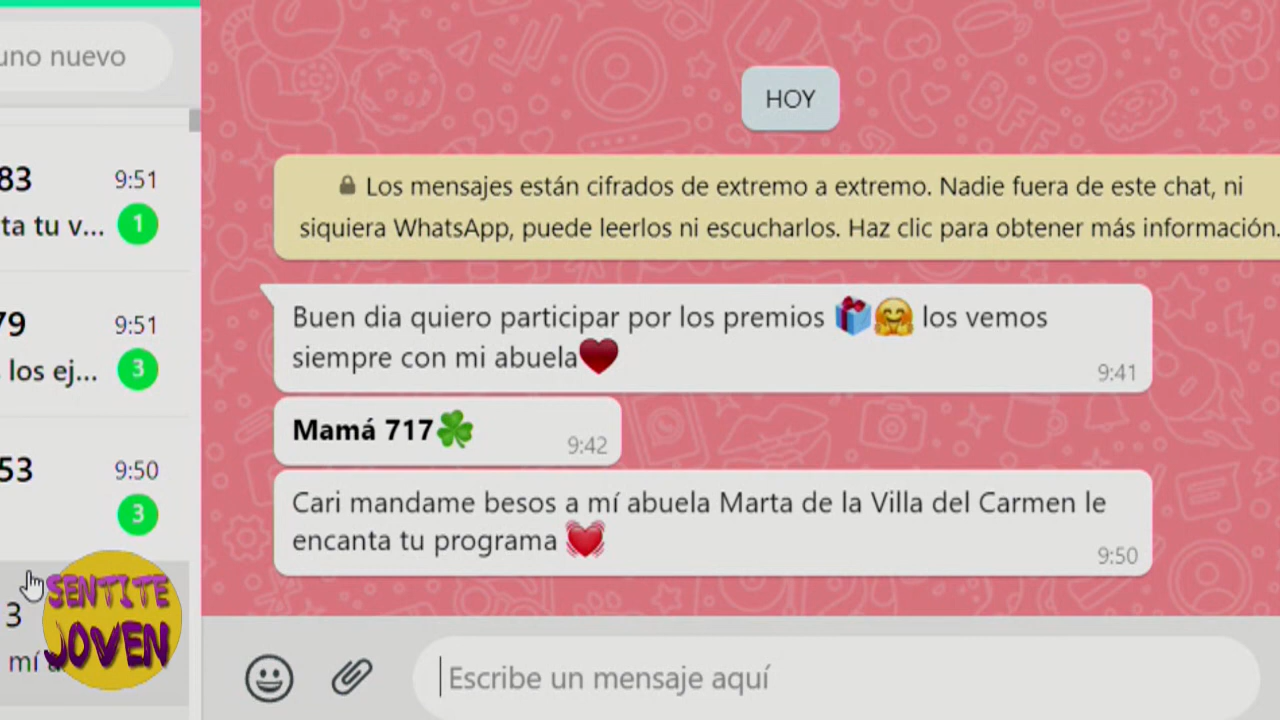 uno nuevo
HOY
Los mensajes están cifrados de extremo a extremo. Nadie fuera de este chat, ni
siquiera WhatsApp, puede leerlos ni escucharlos. Haz clic para obtener más información.
83 9:51
ta tu v... 1
79 9:51
los ej... 3
53 9:50
3
3
mí
Buen dia quiero participar por los premios 🎁🤗 los vemos
siempre con mi abuela♥
9:41
Mamá 717☘
9:42
Cari mandame besos a mí abuela Marta de la Villa del Carmen le
encanta tu programa 💓
9:50
SENTITE
JOVEN
Escribe un mensaje aquí